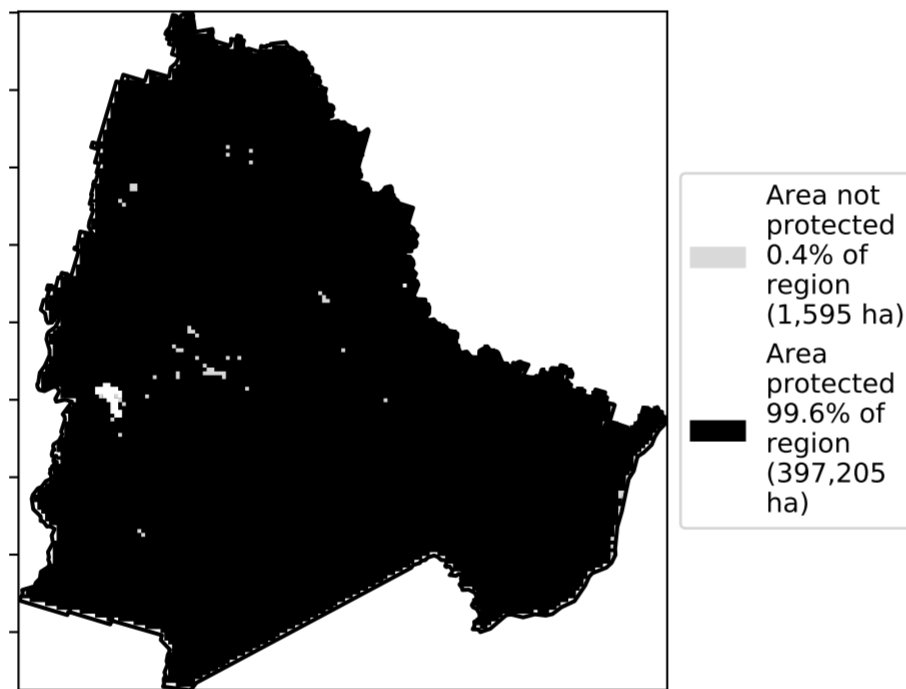 Area not
protected
0.4% of
region
(1,595 ha)
Area
protected
99.6% of
region
(397,205
ha)